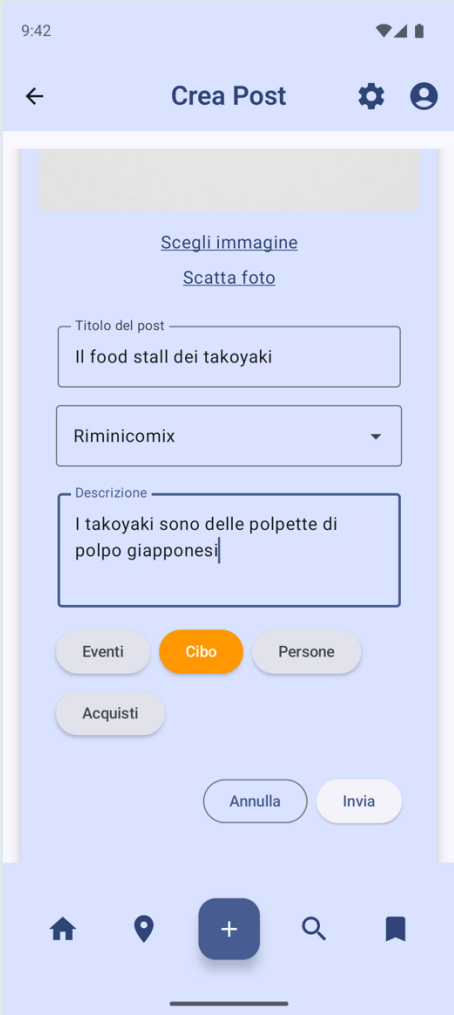 9:42
Crea Post
Scegli immagine
Scatta foto
Titolo del post
Il food stall dei takoyaki
Riminicomix
Descrizione
I takoyaki sono delle polpette di
polpo giapponesi
Eventi
Cibo
Persone
Acquisti
Annulla
Invia